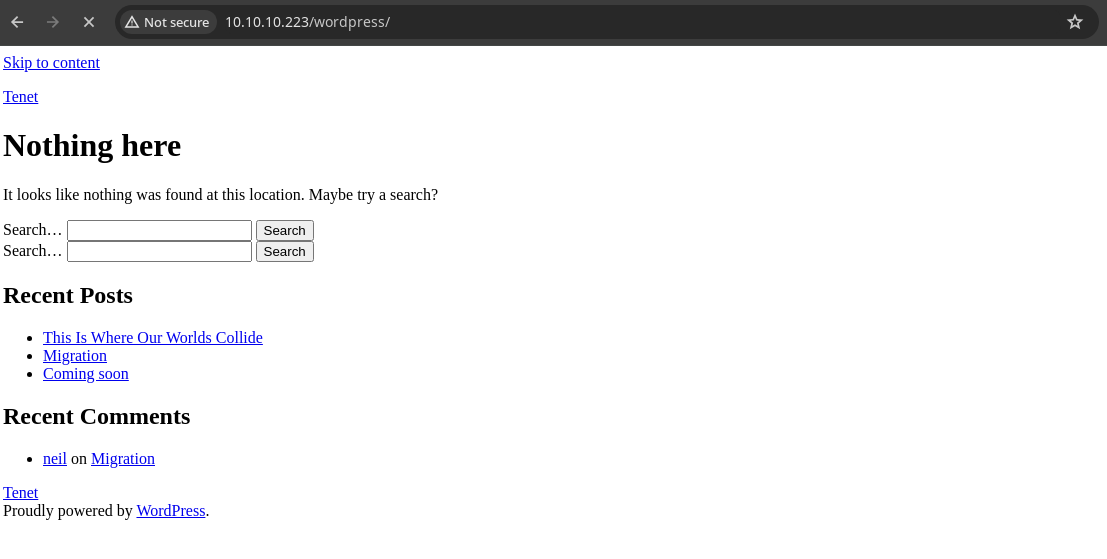 Not secure 10.10.10.223/wordpress/
Skip to content
Tenet
Nothing here
It looks like nothing was found at this location. Maybe try a search?
Search… Search
Search… Search
Recent Posts
This Is Where Our Worlds Collide
Migration
Coming soon
Recent Comments
neil on Migration
Tenet
Proudly powered by WordPress.